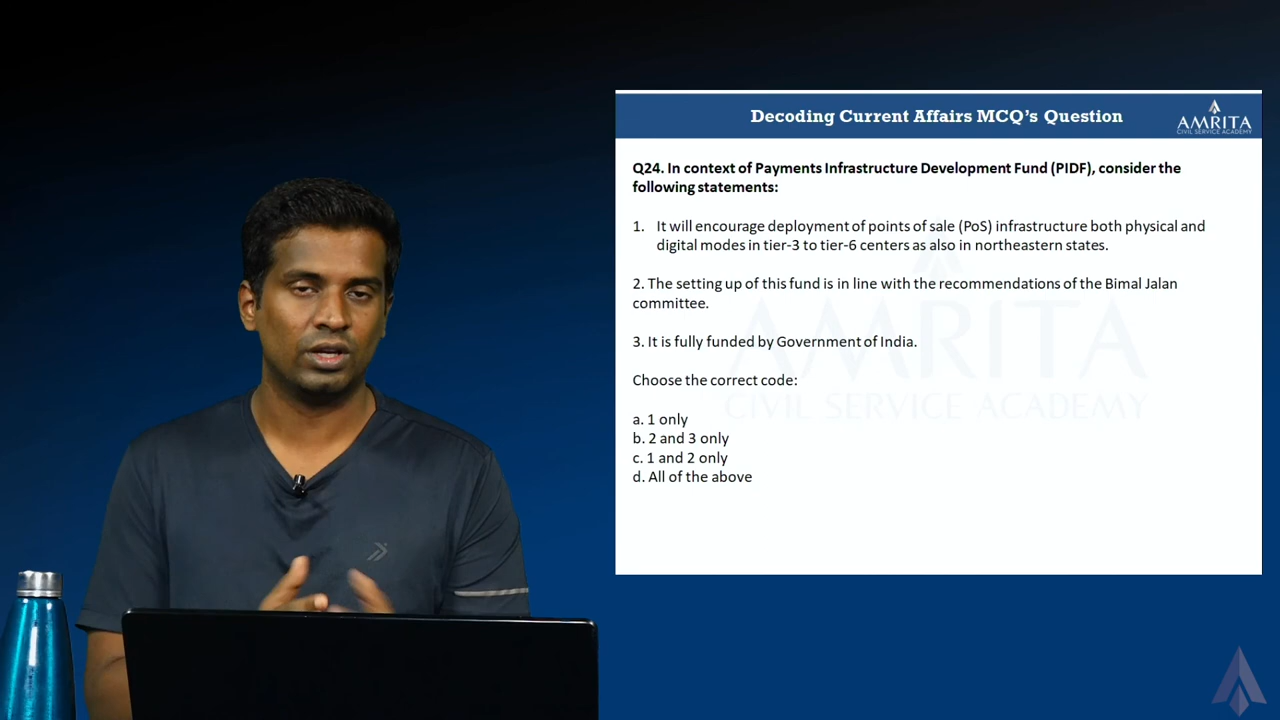 Decoding Current Affairs MCQ's Question
AMRITA
CIVIL SERVICE ACADEMY
Q24. In context of Payments Infrastructure Development Fund (PIDF), consider the
following statements:
1. It will encourage deployment of points of sale (PoS) infrastructure both physical and
digital modes in tier-3 to tier-6 centers as also in northeastern states.
2. The setting up of this fund is in line with the recommendations of the Bimal Jalan
committee.
3. It is fully funded by Government of India.
Choose the correct code:
a. 1 only
b. 2 and 3 only
c. 1 and 2 only
d. All of the above
AMRITA
CIVIL SERVICE ACADEMY